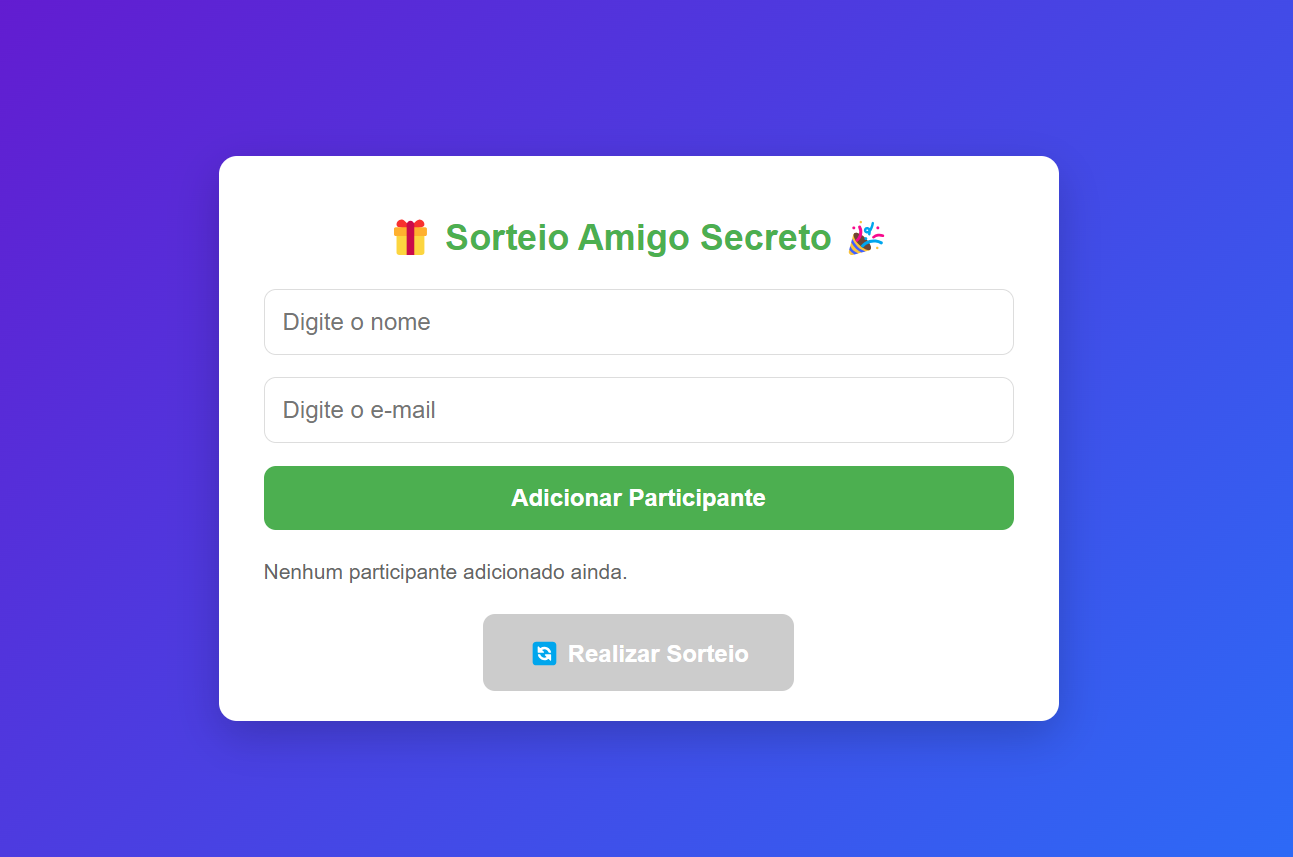 🎁 Sorteio Amigo Secreto 🎉
Digite o nome
Digite o e-mail
Adicionar Participante
Nenhum participante adicionado ainda.
🔄 Realizar Sorteio